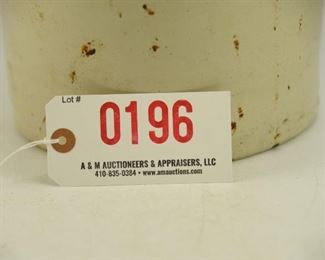 Lot #
0196
A & M AUCTIONEERS & APPRAISERS, LLC
410-835-0384 • www.amauctions.com